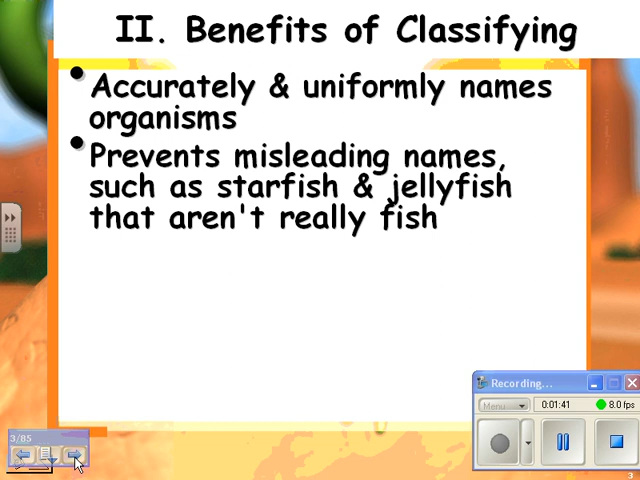 II. Benefits of Classifying
• Accurately & uniformly names
organisms
• Prevents misleading names,
such as starfish & jellyfish
that aren't really fish
Recording...
Menu
0:01:41
8.0 fps
3/85
3